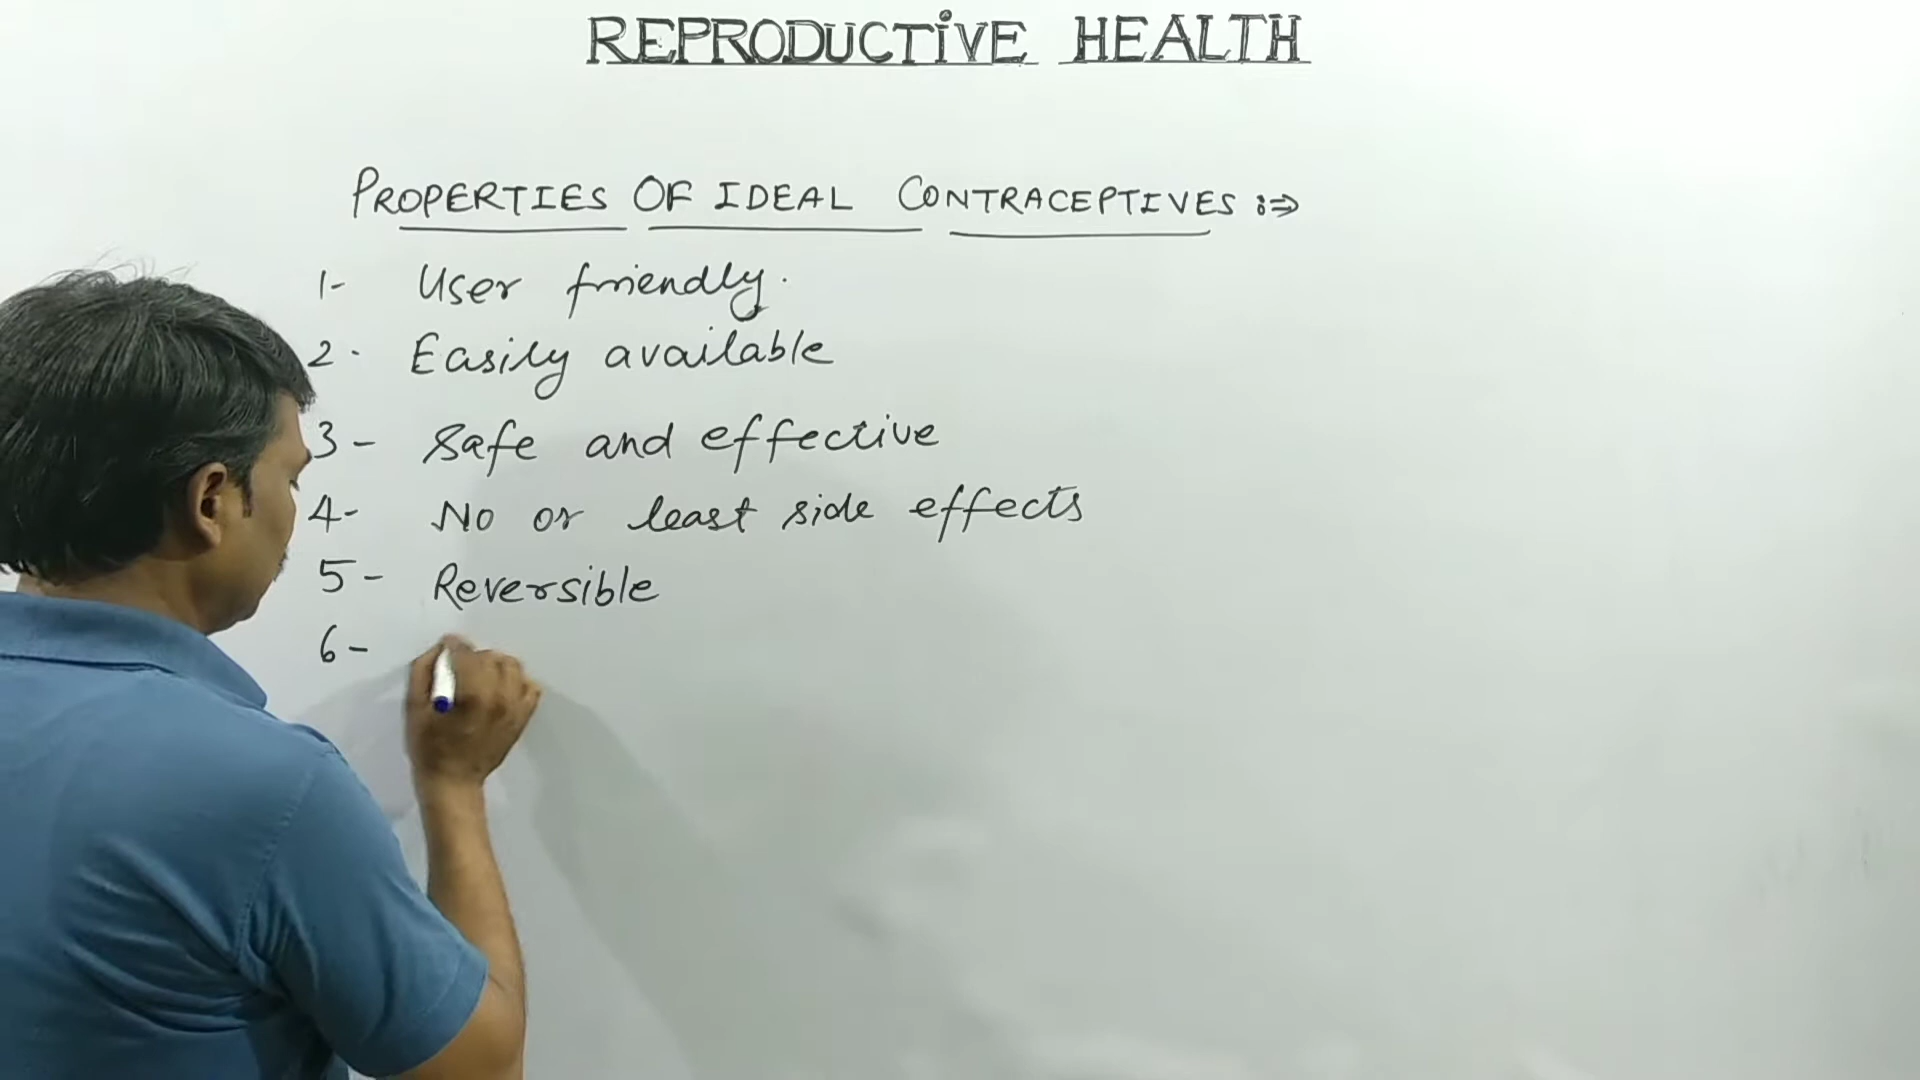 REPRODUCTiVE HEALTH
PROPERTIES OF IDEAL CONTRACEPTIVES :⇒
1- User friendly.
2. Easily available
3- Safe and effective
4- No or least side effects
5- Reversible
6-